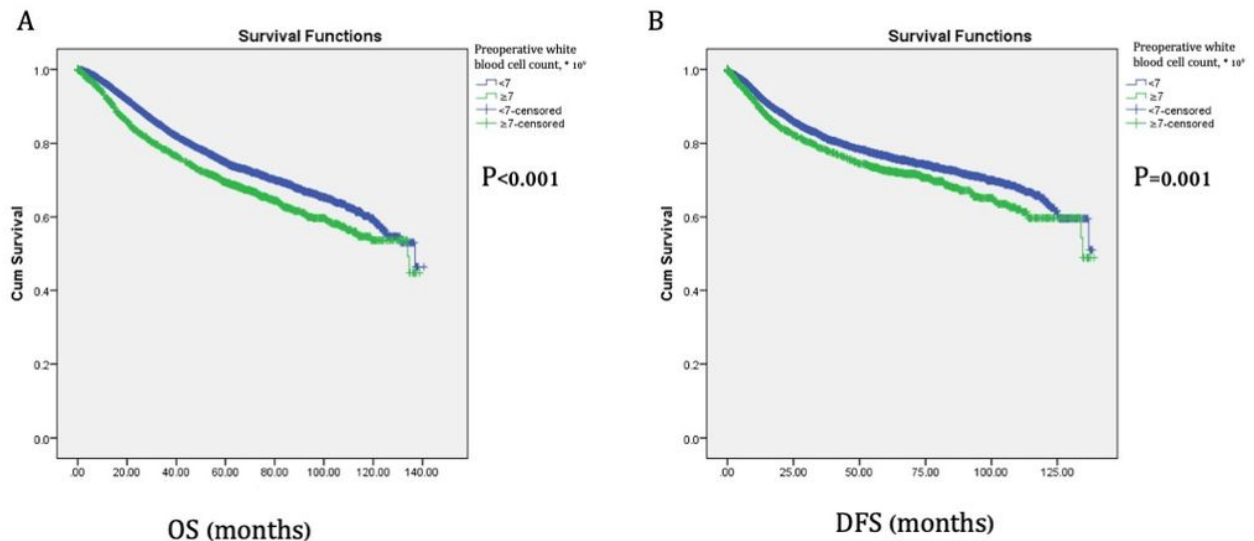 A
Survival Functions
Preoperative white
blood cell count, * 10⁹
<7
≥7
<7-censored
≥7-censored
P<0.001
Cum Survival
1.0
0.8
0.6
0.4
0.2
0.0
.00 20.00 40.00 60.00 80.00 100.00 120.00 140.00
OS (months)
B
Survival Functions
Preoperative white
blood cell count, * 10⁹
<7
≥7
<7-censored
≥7-censored
P=0.001
Cum Survival
1.0
0.8
0.6
0.4
0.2
0.0
.00 25.00 50.00 75.00 100.00 125.00
DFS (months)